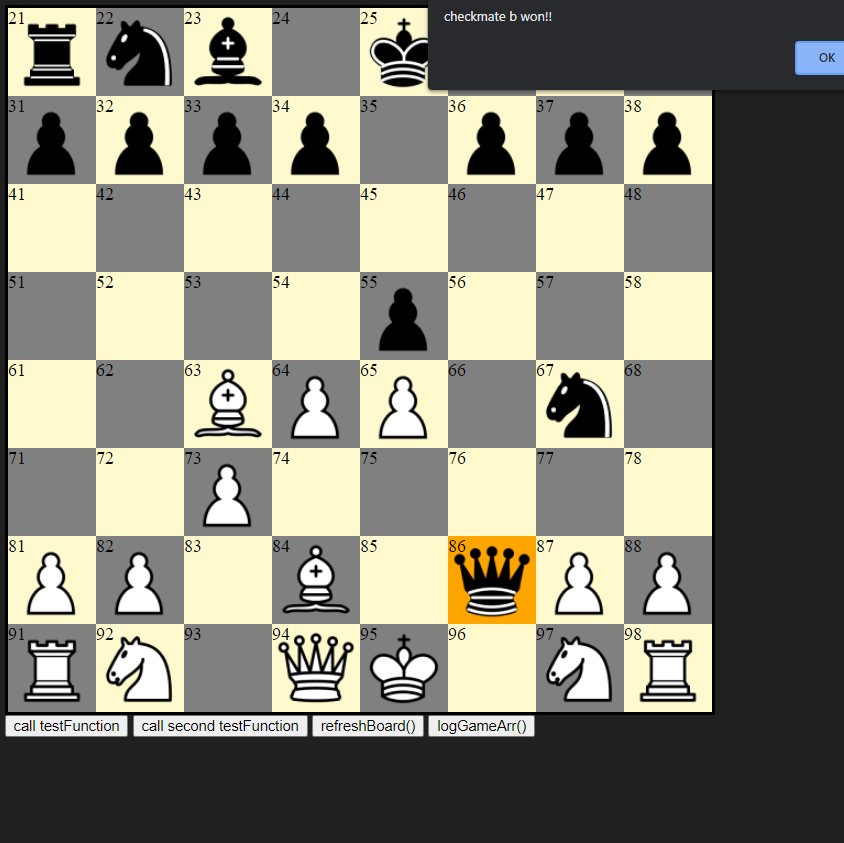 checkmate b won!!
OK
21 22 23 24 25
31 32 33 34 35 36 37 38
41 42 43 44 45 46 47 48
51 52 53 54 55 56 57 58
61 62 63 64 65 66 67 68
71 72 73 74 75 76 77 78
81 82 83 84 85 86 87 88
91 92 93 94 95 96 97 98
call testFunction call second testFunction refreshBoard() logGameArr()